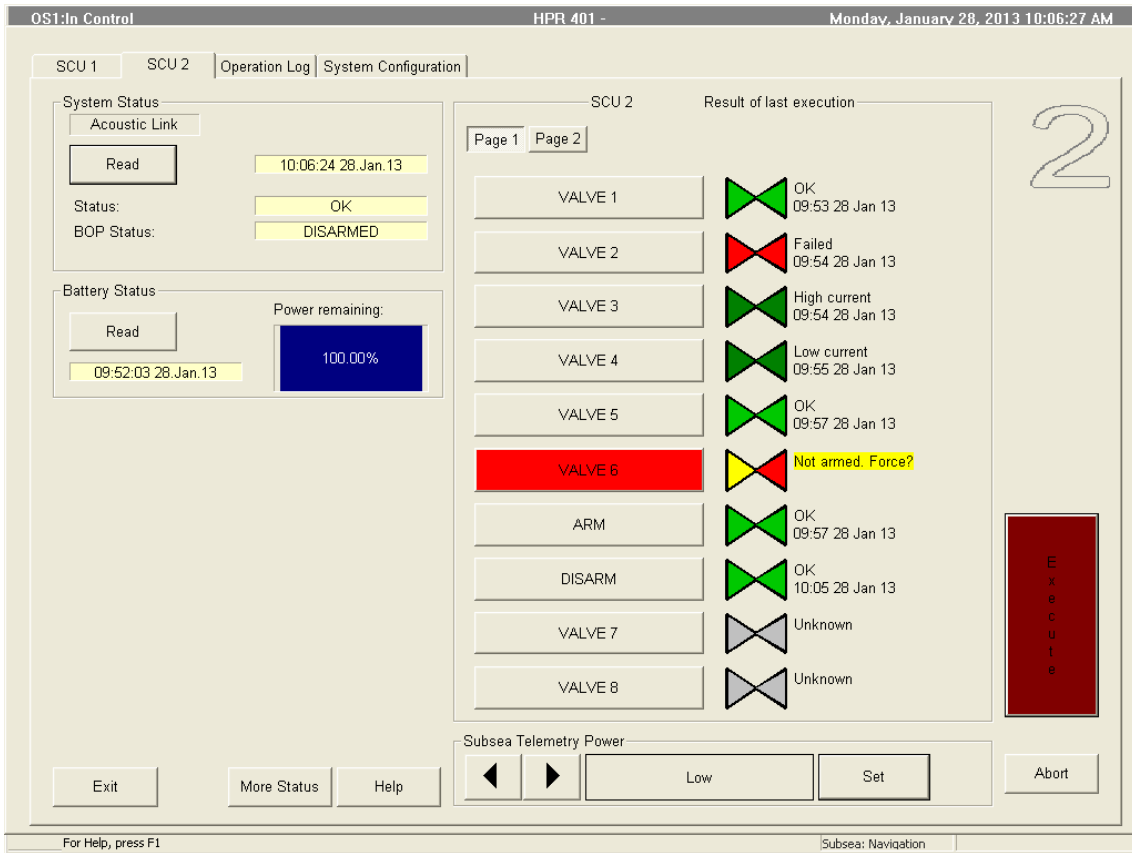 OS1:In Control HPR 401 - Monday, January 28, 2013 10:06:27 AM
SCU 1 SCU 2 Operation Log System Configuration
System Status
Acoustic Link
Read 10:06:24 28.Jan.13
Status: OK
BOP Status: DISARMED
Battery Status
Read
Power remaining:
100.00%
09:52:03 28.Jan.13
SCU 2 Result of last execution
Page 1 Page 2
VALVE 1 OK
09:53 28 Jan 13
VALVE 2 Failed
09:54 28 Jan 13
VALVE 3 High current
09:54 28 Jan 13
VALVE 4 Low current
09:55 28 Jan 13
VALVE 5 OK
09:57 28 Jan 13
VALVE 6 Not armed. Force?
ARM OK
09:57 28 Jan 13
DISARM OK
10:05 28 Jan 13
VALVE 7 Unknown
VALVE 8 Unknown
2
Execute
Subsea Telemetry Power
Low Set
Abort
Exit More Status Help
For Help, press F1 Subsea: Navigation